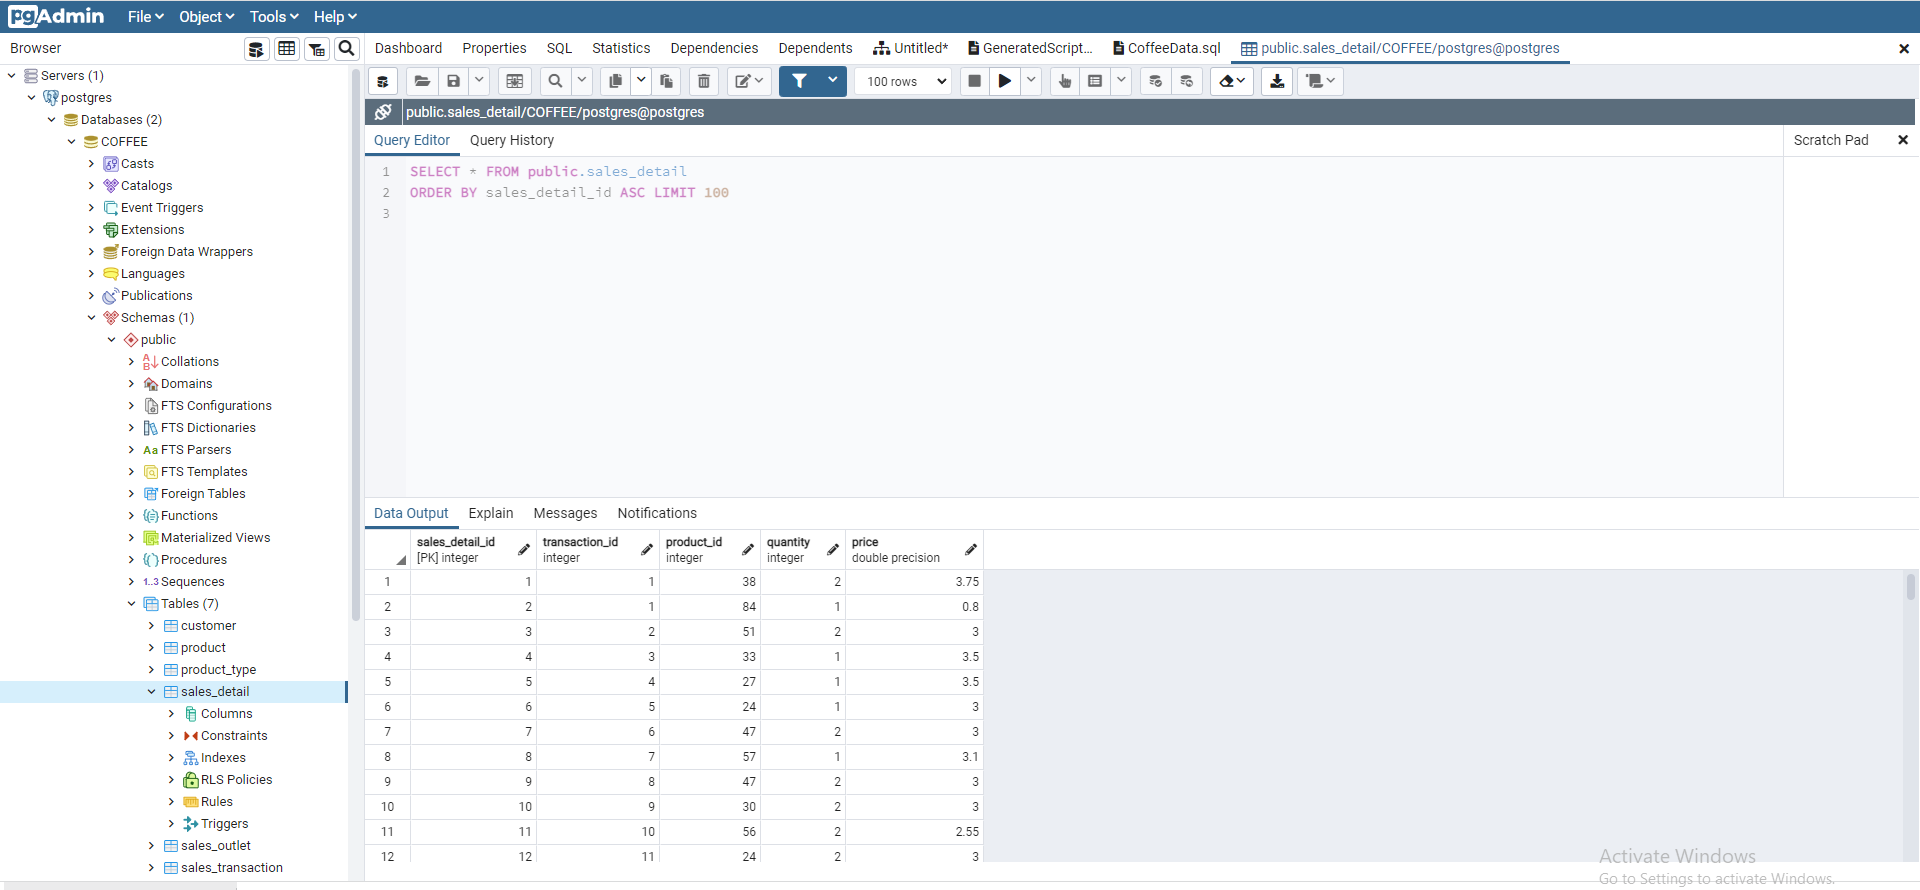 pgAdmin File Object Tools Help
Browser
Dashboard Properties SQL Statistics Dependencies Dependents Untitled* GeneratedScript... CoffeeData.sql public.sales_detail/COFFEE/postgres@postgres
Servers (1)
postgres
Databases (2)
COFFEE
Casts
Catalogs
Event Triggers
Extensions
Foreign Data Wrappers
Languages
Publications
Schemas (1)
public
Collations
Domains
FTS Configurations
FTS Dictionaries
Aa FTS Parsers
FTS Templates
Foreign Tables
Functions
Materialized Views
Procedures
1..3 Sequences
Tables (7)
customer
product
product_type
sales_detail
Columns
Constraints
Indexes
RLS Policies
Rules
Triggers
sales_outlet
sales_transaction
100 rows
public.sales_detail/COFFEE/postgres@postgres
Query Editor Query History
Scratch Pad
1 SELECT * FROM public.sales_detail
2 ORDER BY sales_detail_id ASC LIMIT 100
3
Data Output Explain Messages Notifications
sales_detail_id transaction_id product_id quantity price
[PK] integer integer integer integer double precision
1 1 1 38 2 3.75
2 2 1 84 1 0.8
3 3 2 51 2 3
4 4 3 33 1 3.5
5 5 4 27 1 3.5
6 6 5 24 1 3
7 7 6 47 2 3
8 8 7 57 1 3.1
9 9 8 47 2 3
10 10 9 30 2 3
11 11 10 56 2 2.55
12 12 11 24 2 3
Activate Windows
Go to Settings to activate Windows.